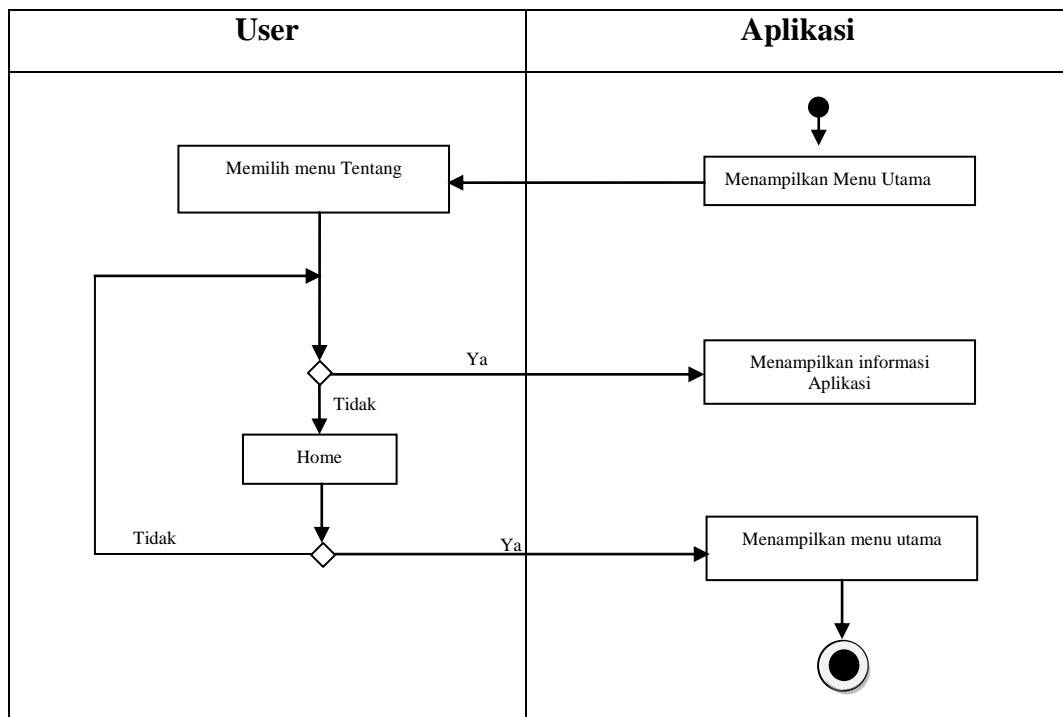 User
Aplikasi
Memilih menu Tentang
Menampilkan Menu Utama
Ya
Menampilkan informasi
Aplikasi
Tidak
Home
Tidak
Ya
Menampilkan menu utama